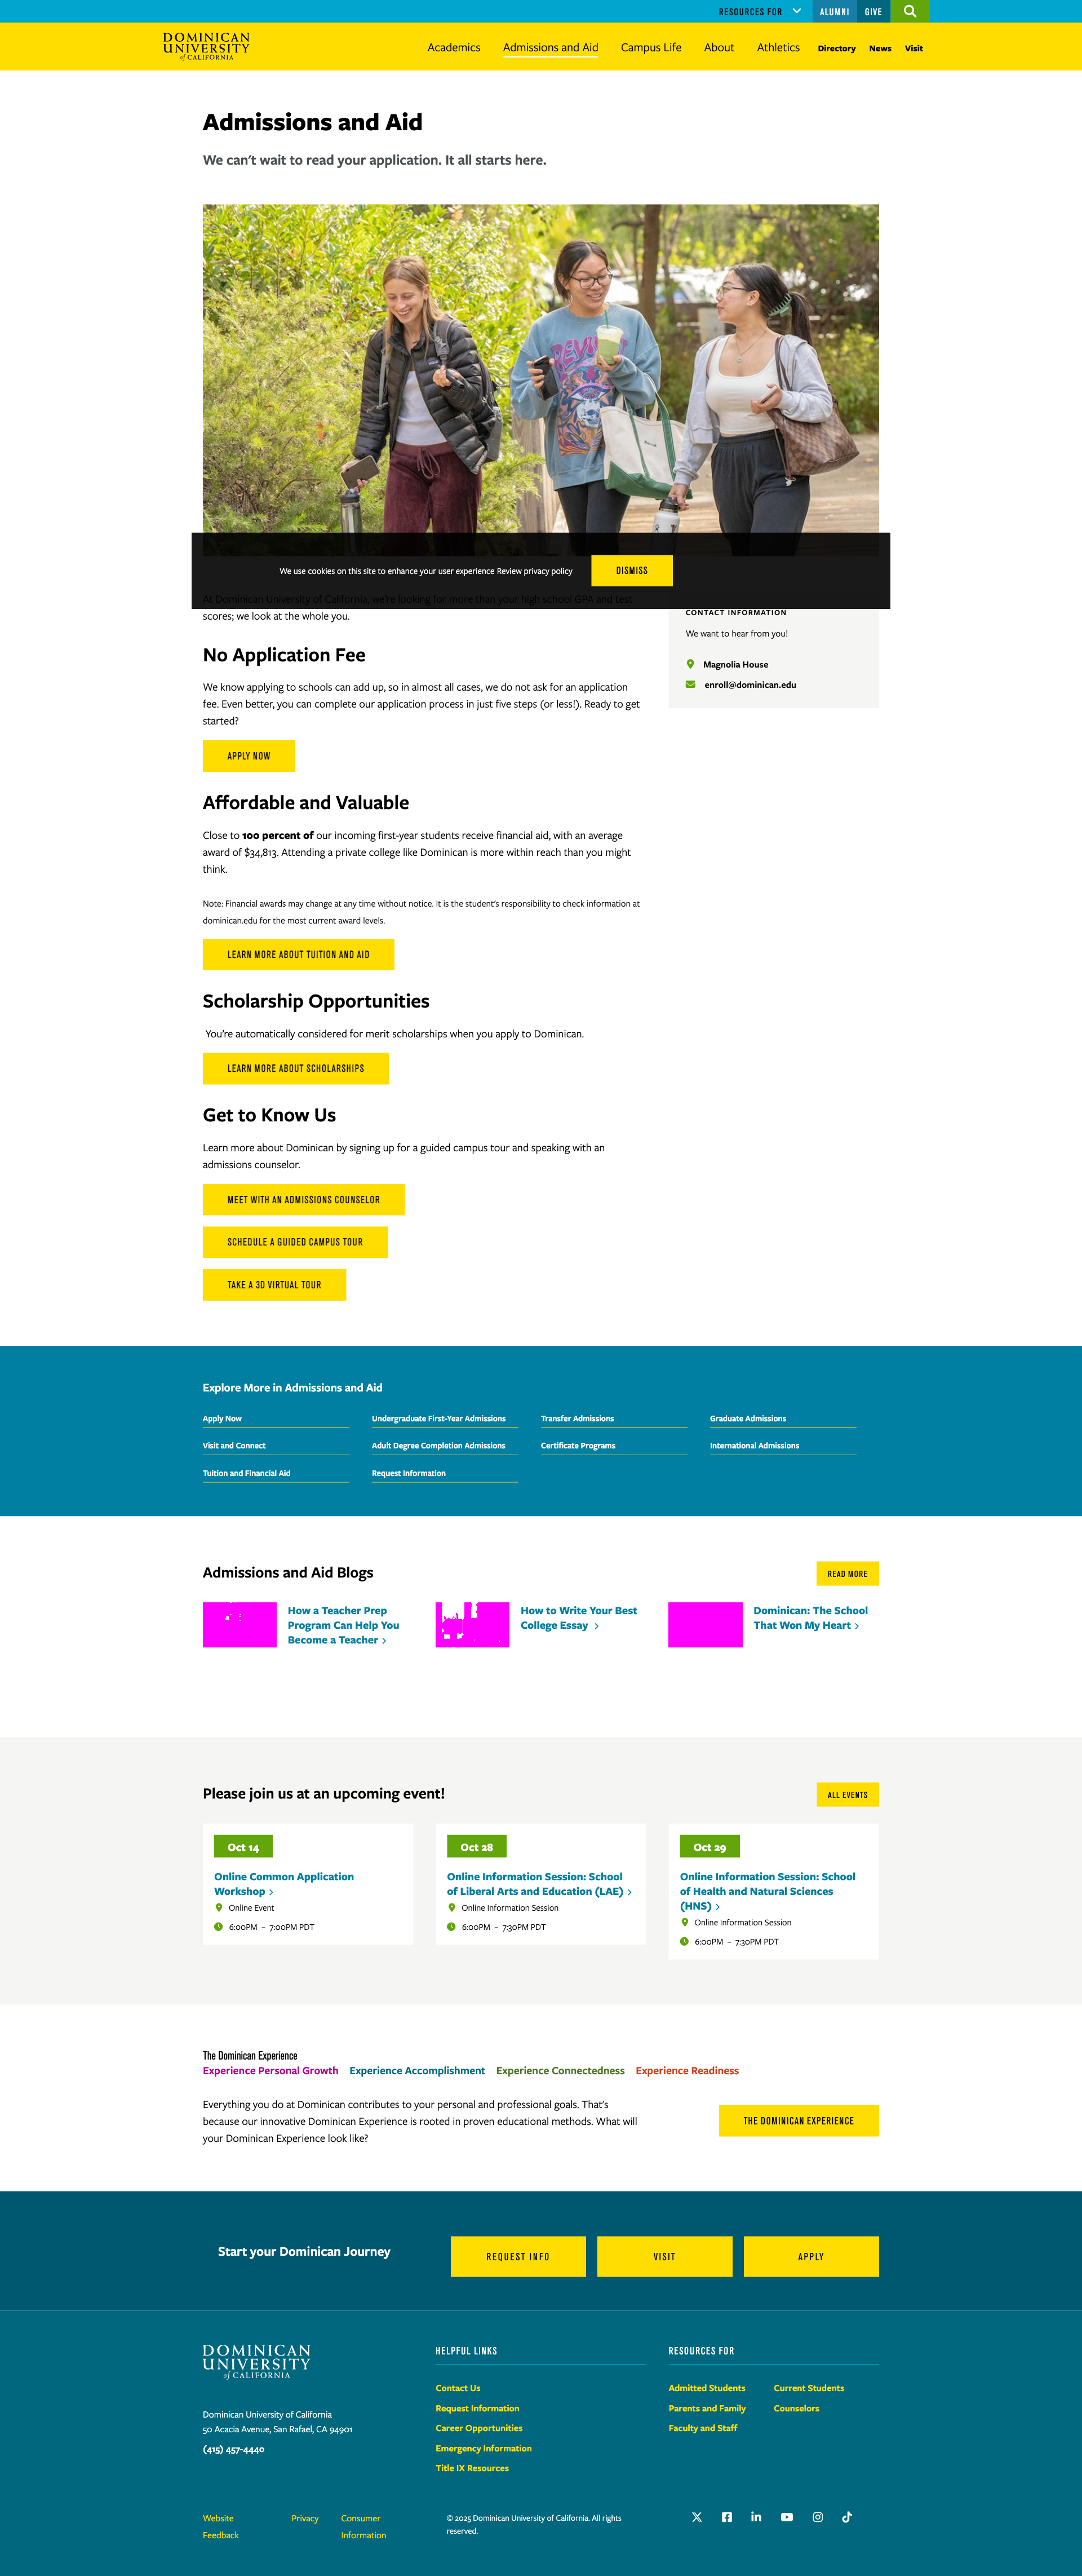 RESOURCES FOR
ALUMNI
GIVE
DOMINICAN
UNIVERSITY
of CALIFORNIA
Academics
Admissions and Aid
Campus Life
About
Athletics
Directory
News
Visit
Admissions and Aid
We can't wait to read your application. It all starts here.
We use cookies on this site to enhance your user experience Review privacy policy
DISMISS
At Dominican University of California, we're looking for more than your high school GPA and test
scores; we look at the whole you.
CONTACT INFORMATION
We want to hear from you!
Magnolia House
enroll@dominican.edu
No Application Fee
We know applying to schools can add up, so in almost all cases, we do not ask for an application
fee. Even better, you can complete our application process in just five steps (or less!). Ready to get
started?
APPLY NOW
Affordable and Valuable
Close to 100 percent of our incoming first-year students receive financial aid, with an average
award of $34,813. Attending a private college like Dominican is more within reach than you might
think.
Note: Financial awards may change at any time without notice. It is the student's responsibility to check information at
dominican.edu for the most current award levels.
LEARN MORE ABOUT TUITION AND AID
Scholarship Opportunities
You're automatically considered for merit scholarships when you apply to Dominican.
LEARN MORE ABOUT SCHOLARSHIPS
Get to Know Us
Learn more about Dominican by signing up for a guided campus tour and speaking with an
admissions counselor.
MEET WITH AN ADMISSIONS COUNSELOR
SCHEDULE A GUIDED CAMPUS TOUR
TAKE A 3D VIRTUAL TOUR
Explore More in Admissions and Aid
Apply Now
Undergraduate First-Year Admissions
Transfer Admissions
Graduate Admissions
Visit and Connect
Adult Degree Completion Admissions
Certificate Programs
International Admissions
Tuition and Financial Aid
Request Information
Admissions and Aid Blogs
READ MORE
How a Teacher Prep
Program Can Help You
Become a Teacher
How to Write Your Best
College Essay
Dominican: The School
That Won My Heart
Please join us at an upcoming event!
ALL EVENTS
Oct 14
Online Common Application
Workshop
Online Event
6:00PM – 7:00PM PDT
Oct 28
Online Information Session: School
of Liberal Arts and Education (LAE)
Online Information Session
6:00PM – 7:30PM PDT
Oct 29
Online Information Session: School
of Health and Natural Sciences
(HNS)
Online Information Session
6:00PM – 7:30PM PDT
The Dominican Experience
Experience Personal Growth
Experience Accomplishment
Experience Connectedness
Experience Readiness
Everything you do at Dominican contributes to your personal and professional goals. That's
because our innovative Dominican Experience is rooted in proven educational methods. What will
your Dominican Experience look like?
THE DOMINICAN EXPERIENCE
Start your Dominican Journey
REQUEST INFO
VISIT
APPLY
DOMINICAN
UNIVERSITY
of CALIFORNIA
Dominican University of California
50 Acacia Avenue, San Rafael, CA 94901
(415) 457-4440
HELPFUL LINKS
Contact Us
Request Information
Career Opportunities
Emergency Information
Title IX Resources
RESOURCES FOR
Admitted Students
Current Students
Parents and Family
Counselors
Faculty and Staff
Website
Feedback
Privacy
Consumer
Information
© 2025 Dominican University of California. All rights
reserved.